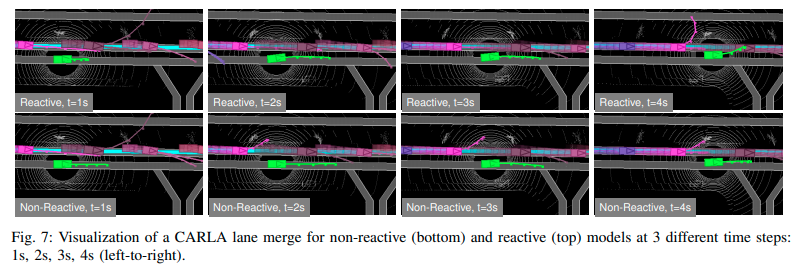 Reactive, t=1s
Reactive, t=2s
Reactive, t=3s
Reactive, t=4s
Non-Reactive, t=1s
Non-Reactive, t=2s
Non-Reactive, t=3s
Non-Reactive, t=4s
Fig. 7: Visualization of a CARLA lane merge for non-reactive (bottom) and reactive (top) models at 3 different time steps:
1s, 2s, 3s, 4s (left-to-right).